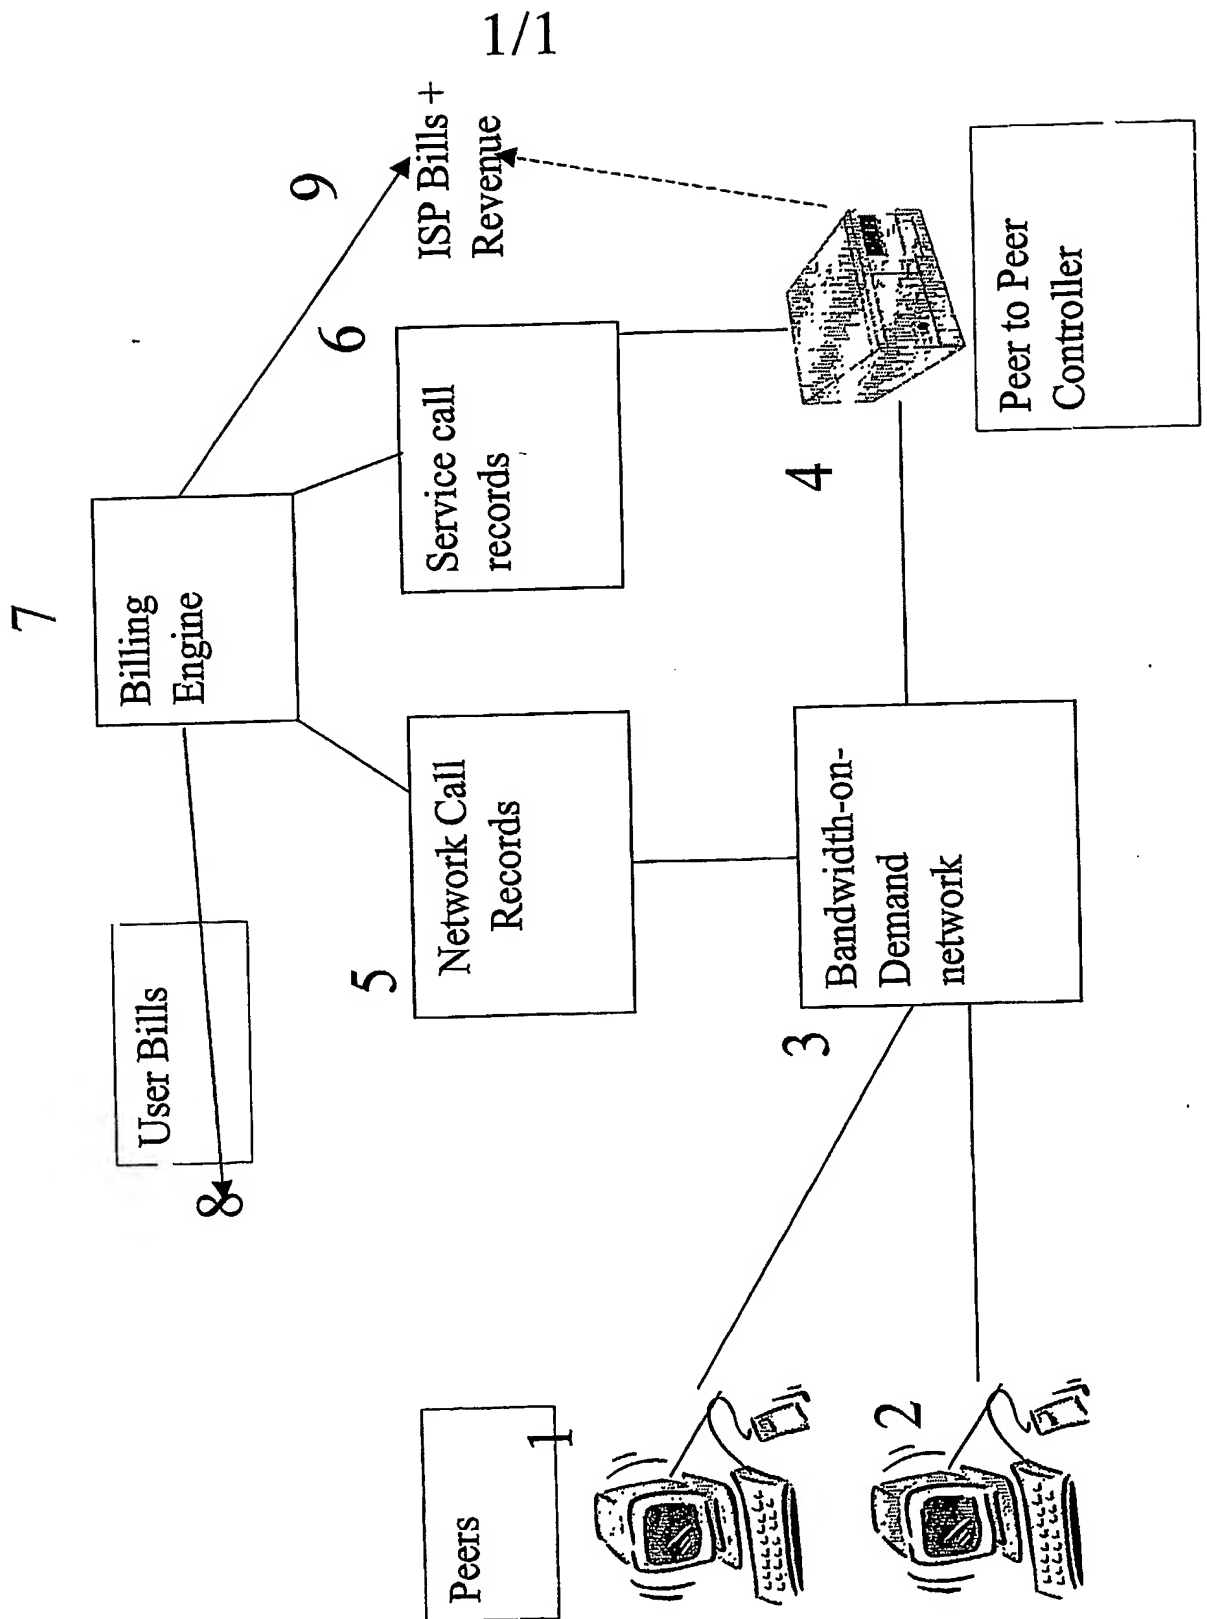 1/1
7
Billing
Engine
9
ISP Bills +
Revenue
User Bills
8
6
Service call
records
5
Network Call
Records
4
Peer to Peer
Controller
3
Bandwidth-on-
Demand
network
Peers
1
2